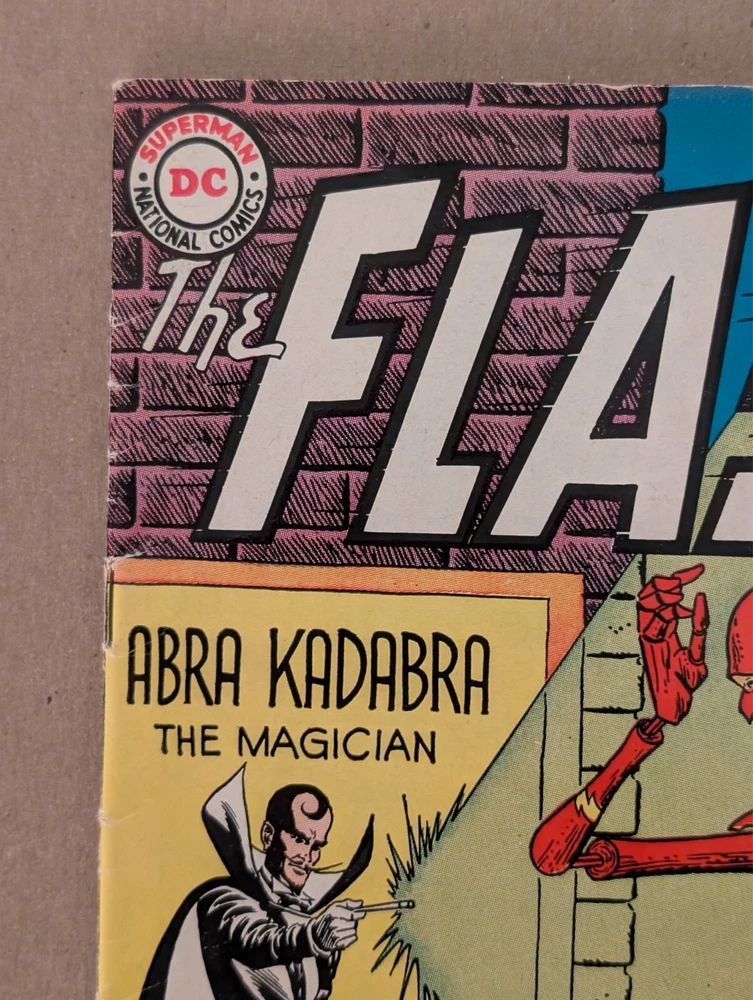 SUPERMAN
DC
NATIONAL COMICS
The
FLA
ABRA KADABRA
THE MAGICIAN